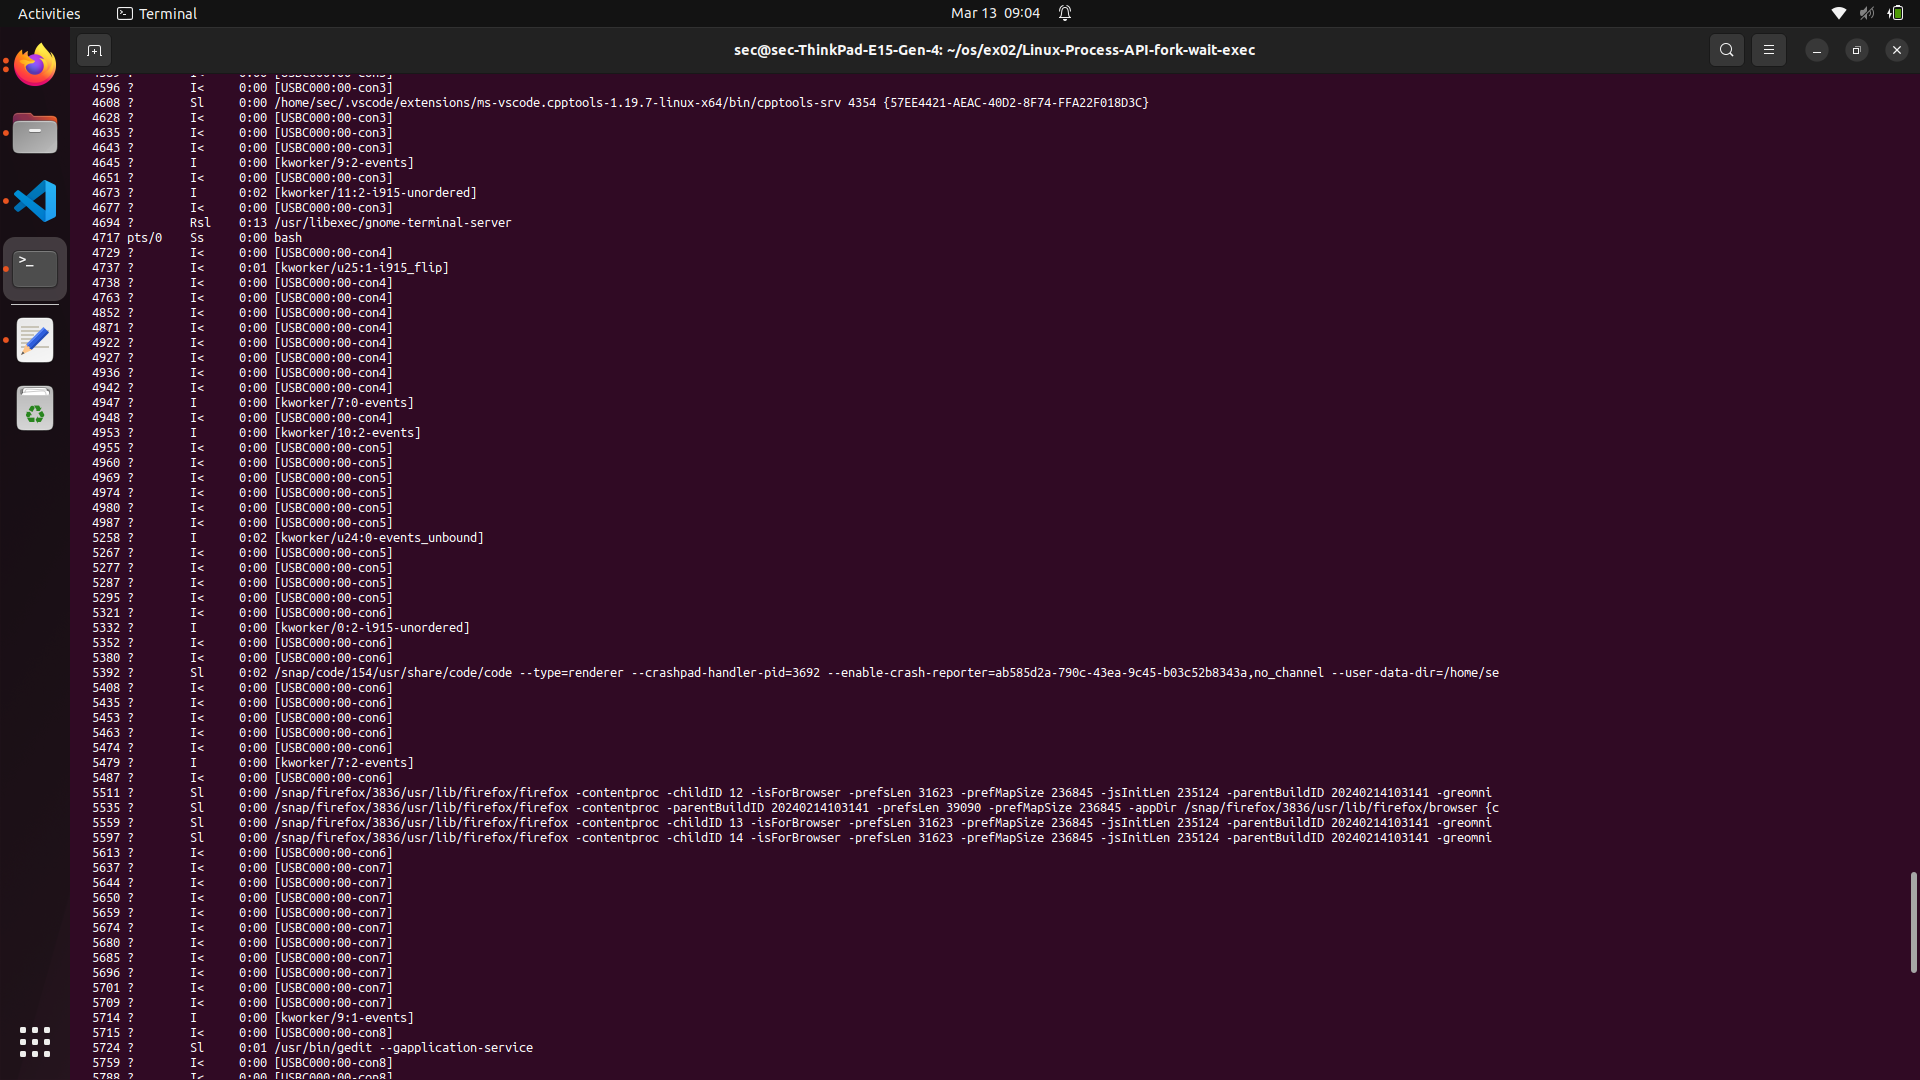 Activities
Terminal
Mar 13 09:04
sec@sec-ThinkPad-E15-Gen-4: ~/os/ex02/Linux-Process-API-fork-wait-exec
4589 ? I< 0:00 [USBC000:00-con3]
4596 ? I< 0:00 [USBC000:00-con3]
4608 ? Sl 0:00 /home/sec/.vscode/extensions/ms-vscode.cpptools-1.19.7-linux-x64/bin/cpptools-srv 4354 {57EE4421-AEAC-40D2-8F74-FFA22F018D3C}
4628 ? I< 0:00 [USBC000:00-con3]
4635 ? I< 0:00 [USBC000:00-con3]
4643 ? I< 0:00 [USBC000:00-con3]
4645 ? I 0:00 [kworker/9:2-events]
4651 ? I< 0:00 [USBC000:00-con3]
4673 ? I 0:02 [kworker/11:2-i915-unordered]
4677 ? I< 0:00 [USBC000:00-con3]
4694 ? Rsl 0:13 /usr/libexec/gnome-terminal-server
4717 pts/0 Ss 0:00 bash
4729 ? I< 0:00 [USBC000:00-con4]
4737 ? I< 0:01 [kworker/u25:1-i915_flip]
4738 ? I< 0:00 [USBC000:00-con4]
4763 ? I< 0:00 [USBC000:00-con4]
4852 ? I< 0:00 [USBC000:00-con4]
4871 ? I< 0:00 [USBC000:00-con4]
4922 ? I< 0:00 [USBC000:00-con4]
4927 ? I< 0:00 [USBC000:00-con4]
4936 ? I< 0:00 [USBC000:00-con4]
4942 ? I< 0:00 [USBC000:00-con4]
4947 ? I 0:00 [kworker/7:0-events]
4948 ? I< 0:00 [USBC000:00-con4]
4953 ? I 0:00 [kworker/10:2-events]
4955 ? I< 0:00 [USBC000:00-con5]
4960 ? I< 0:00 [USBC000:00-con5]
4969 ? I< 0:00 [USBC000:00-con5]
4974 ? I< 0:00 [USBC000:00-con5]
4980 ? I< 0:00 [USBC000:00-con5]
4987 ? I< 0:00 [USBC000:00-con5]
5258 ? I 0:02 [kworker/u24:0-events_unbound]
5267 ? I< 0:00 [USBC000:00-con5]
5277 ? I< 0:00 [USBC000:00-con5]
5287 ? I< 0:00 [USBC000:00-con5]
5295 ? I< 0:00 [USBC000:00-con5]
5321 ? I< 0:00 [USBC000:00-con6]
5332 ? I 0:00 [kworker/0:2-i915-unordered]
5352 ? I< 0:00 [USBC000:00-con6]
5380 ? I< 0:00 [USBC000:00-con6]
5392 ? Sl 0:02 /snap/code/154/usr/share/code/code --type=renderer --crashpad-handler-pid=3692 --enable-crash-reporter=ab585d2a-790c-43ea-9c45-b03c52b8343a,no_channel --user-data-dir=/home/se
5408 ? I< 0:00 [USBC000:00-con6]
5435 ? I< 0:00 [USBC000:00-con6]
5453 ? I< 0:00 [USBC000:00-con6]
5463 ? I< 0:00 [USBC000:00-con6]
5474 ? I< 0:00 [USBC000:00-con6]
5479 ? I 0:00 [kworker/7:2-events]
5487 ? I< 0:00 [USBC000:00-con6]
5511 ? Sl 0:00 /snap/firefox/3836/usr/lib/firefox/firefox -contentproc -childID 12 -isForBrowser -prefsLen 31623 -prefMapSize 236845 -jsInitLen 235124 -parentBuildID 20240214103141 -greomni
5535 ? Sl 0:00 /snap/firefox/3836/usr/lib/firefox/firefox -contentproc -parentBuildID 20240214103141 -prefsLen 39090 -prefMapSize 236845 -appDir /snap/firefox/3836/usr/lib/firefox/browser {c
5559 ? Sl 0:00 /snap/firefox/3836/usr/lib/firefox/firefox -contentproc -childID 13 -isForBrowser -prefsLen 31623 -prefMapSize 236845 -jsInitLen 235124 -parentBuildID 20240214103141 -greomni
5597 ? Sl 0:00 /snap/firefox/3836/usr/lib/firefox/firefox -contentproc -childID 14 -isForBrowser -prefsLen 31623 -prefMapSize 236845 -jsInitLen 235124 -parentBuildID 20240214103141 -greomni
5613 ? I< 0:00 [USBC000:00-con6]
5637 ? I< 0:00 [USBC000:00-con7]
5644 ? I< 0:00 [USBC000:00-con7]
5650 ? I< 0:00 [USBC000:00-con7]
5659 ? I< 0:00 [USBC000:00-con7]
5674 ? I< 0:00 [USBC000:00-con7]
5680 ? I< 0:00 [USBC000:00-con7]
5685 ? I< 0:00 [USBC000:00-con7]
5696 ? I< 0:00 [USBC000:00-con7]
5701 ? I< 0:00 [USBC000:00-con7]
5709 ? I< 0:00 [USBC000:00-con7]
5714 ? I 0:00 [kworker/9:1-events]
5715 ? I< 0:00 [USBC000:00-con8]
5724 ? Sl 0:01 /usr/bin/gedit --gapplication-service
5759 ? I< 0:00 [USBC000:00-con8]
5788 ? I< 0:00 [USBC000:00-con8]